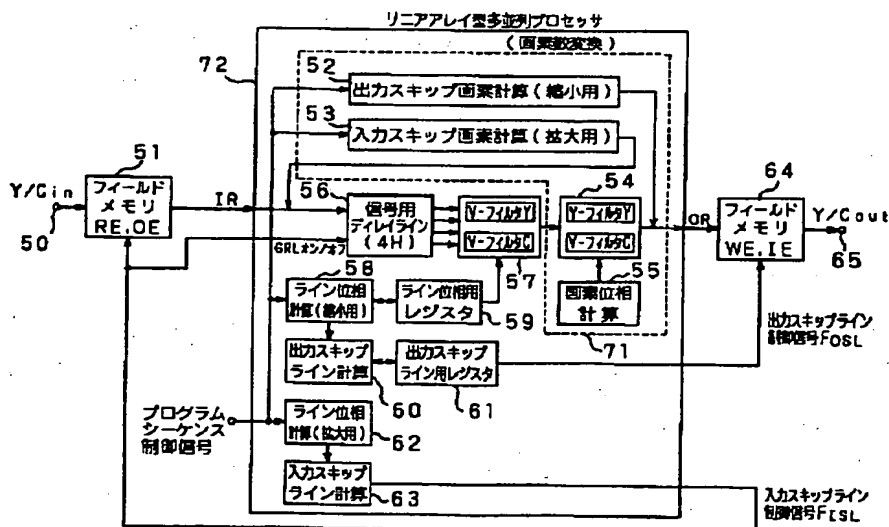 リニアアレイ型多並列プロセッサ
(画素数変換)
72
52
出力スキップ画素計算(縮小用)
53
入力スキップ画素計算(拡大用)
51
Y/Cin
フィールド
メモリ
RE,OE
50
IR
56
信号用
ディレイライン
(4H)
GRLオン/オフ
V-フィルタY
V-フィルタC
57
54
V-フィルタY
V-フィルタC
55
画素位相
計算
71
OR
64
フィールド
メモリ
WE,IE
Y/Cout
65
58
ライン位相
計算(縮小用)
ライン位相用
レジスタ
59
出力スキップ
ライン計算
60
出力スキップ
ライン用レジスタ
61
出力スキップライン
制御信号FOSL
プログラム
シーケンス
制御信号
ライン位相
計算(拡大用)
62
入力スキップ
ライン計算
63
入力スキップライン
制御信号FISL